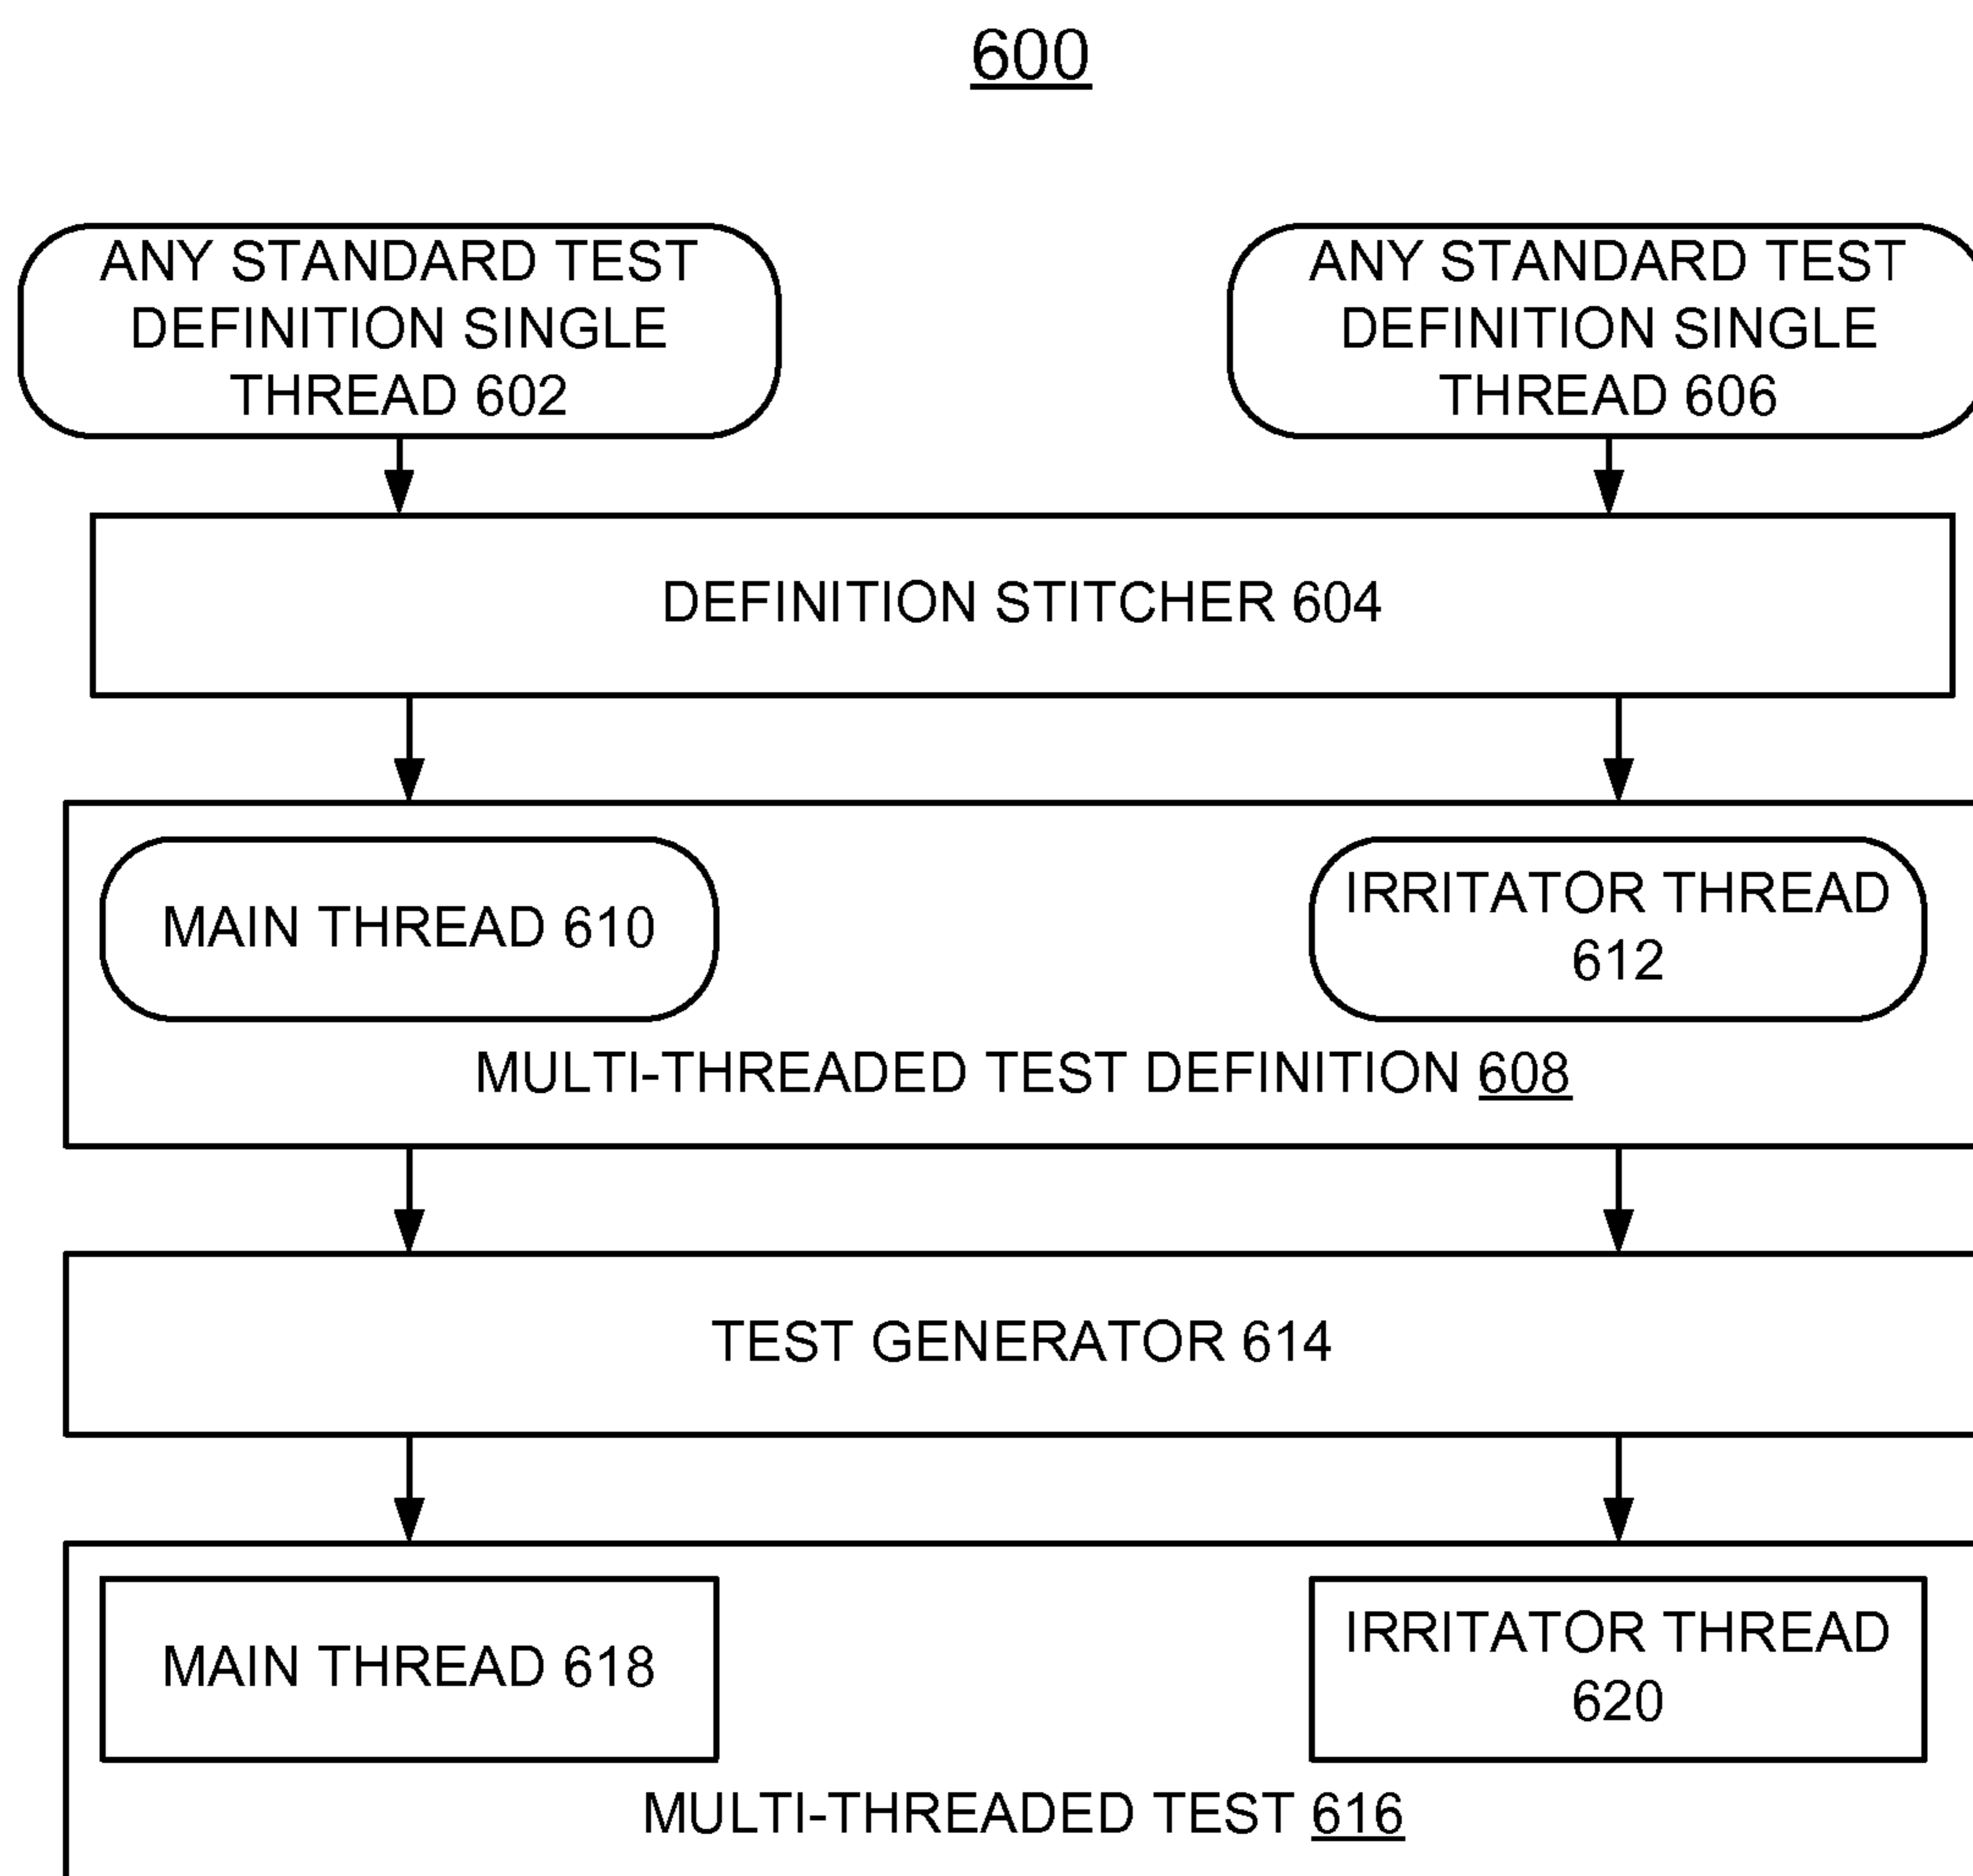 600
ANY STANDARD TEST
DEFINITION SINGLE
THREAD 602
ANY STANDARD TEST
DEFINITION SINGLE
THREAD 606
DEFINITION STITCHER 604
MAIN THREAD 610
IRRITATOR THREAD
612
MULTI-THREADED TEST DEFINITION 608
TEST GENERATOR 614
MAIN THREAD 618
IRRITATOR THREAD
620
MULTI-THREADED TEST 616